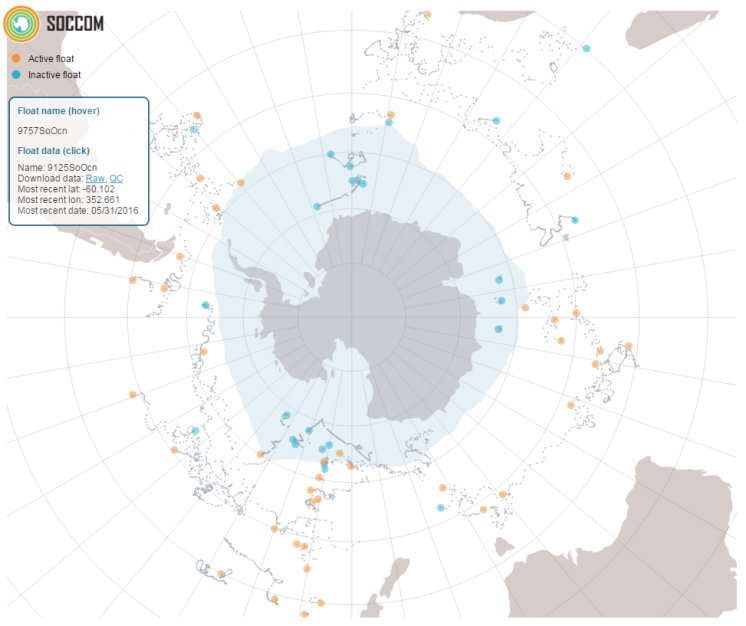 SOCCOM
Active float
Inactive float
Float name (hover)
9757SoOcn
Float data (click)
Name: 9125SoOcn
Download data: Raw, QC
Most recent lat: -60.102
Most recent lon: 352.661
Most recent date: 05/31/2016